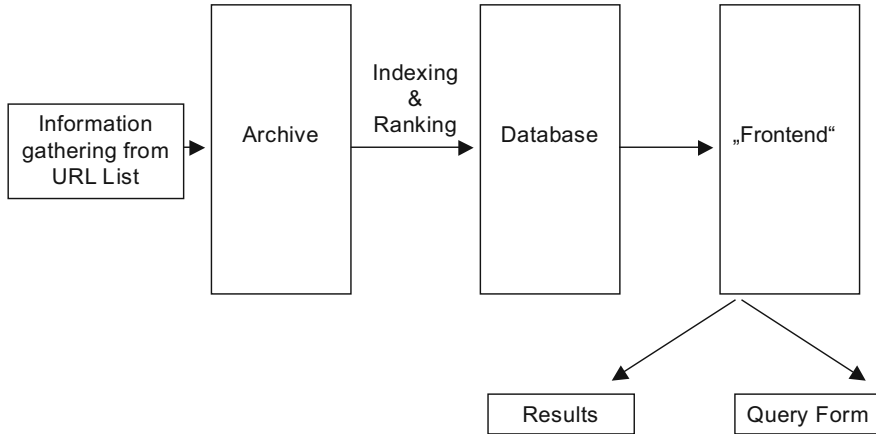 Information
gathering from
URL List
Archive
Indexing
&
Ranking
Database
„Frontend“
Results
Query Form